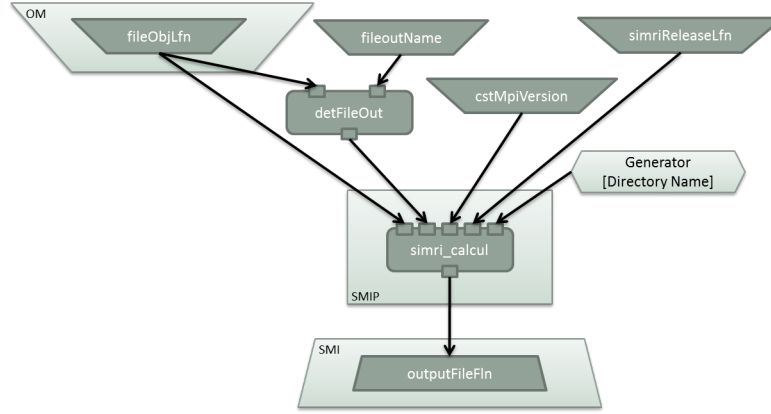 OM
fileObjLfn
fileoutName
simriReleaseLfn
cstMpiVersion
detFileOut
Generator
[Directory Name]
simri_calcul
SMIP
SMI
outputFileFln